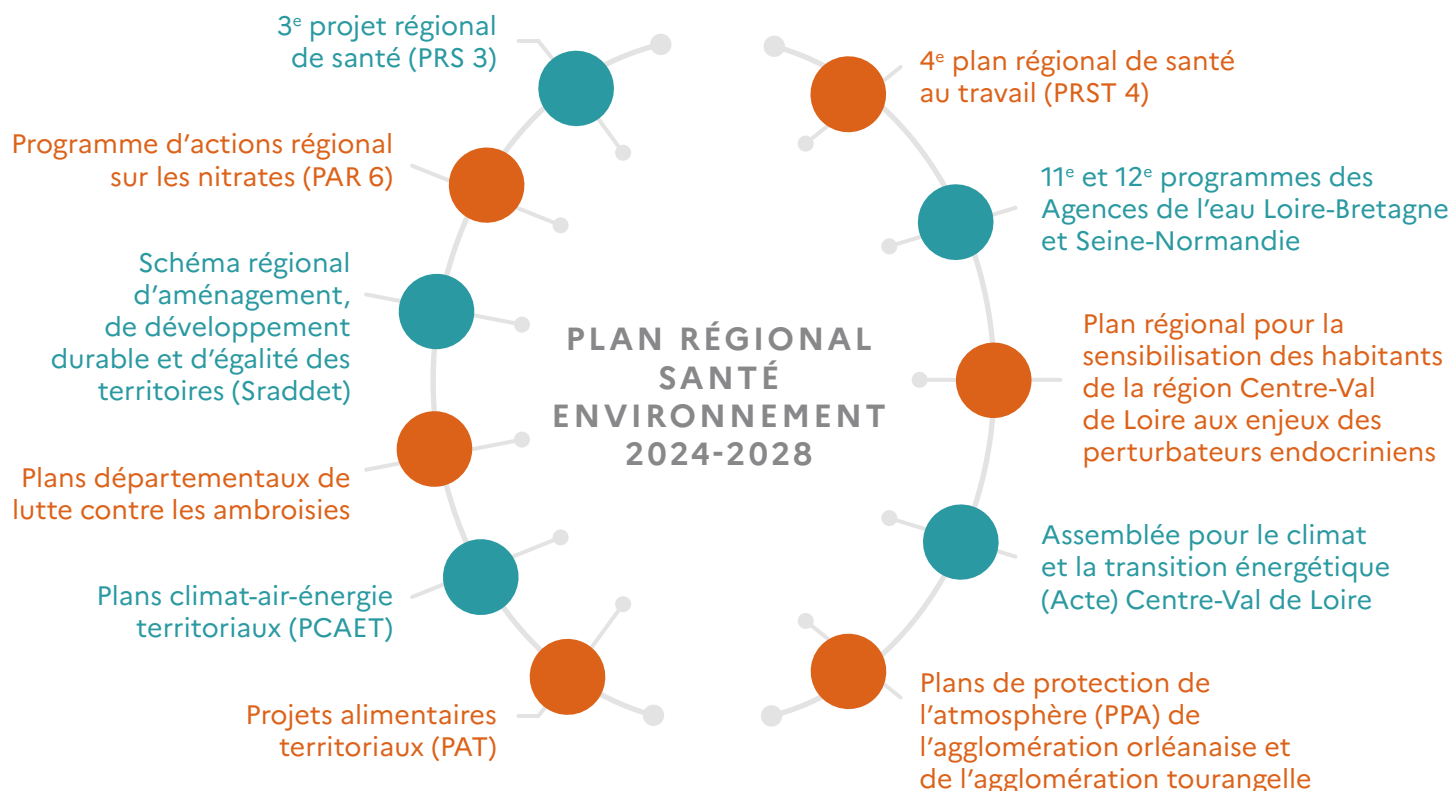 3e projet régional
de santé (PRS 3)
Programme d'actions régional
sur les nitrates (PAR 6)
Schéma régional
d'aménagement,
de développement
durable et d'égalité des
territoires (Sraddet)
Plans départementaux de
lutte contre les ambroisies
Plans climat-air-énergie
territoriaux (PCAET)
Projets alimentaires
territoriaux (PAT)
PLAN RÉGIONAL
SANTÉ
ENVIRONNEMENT
2024-2028
4e plan régional de santé
au travail (PRST 4)
11e et 12e programmes des
Agences de l'eau Loire-Bretagne
et Seine-Normandie
Plan régional pour la
sensibilisation des habitants
de la région Centre-Val
de Loire aux enjeux des
perturbateurs endocriniens
Assemblée pour le climat
et la transition énergétique
(Acte) Centre-Val de Loire
Plans de protection de
l'atmosphère (PPA) de
l'agglomération orléanaise et
de l'agglomération tourangelle